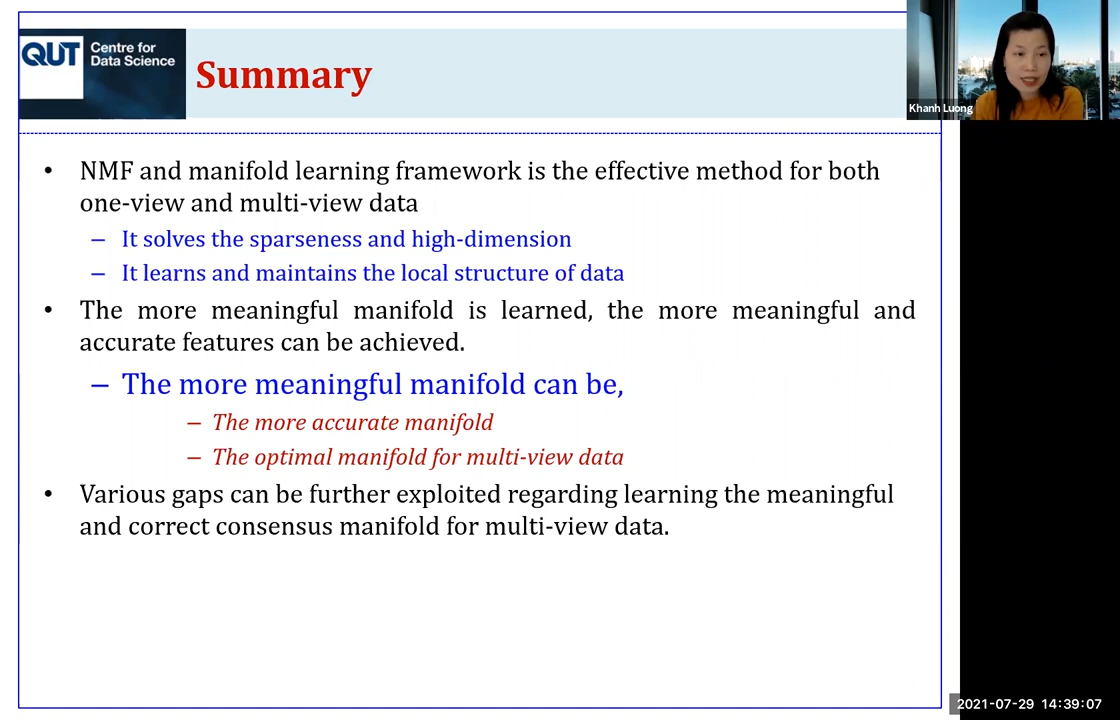 QUT
Centre for
Data Science
Summary
Khanh Luong
• NMF and manifold learning framework is the effective method for both
one-view and multi-view data
– It solves the sparseness and high-dimension
– It learns and maintains the local structure of data
• The more meaningful manifold is learned, the more meaningful and
accurate features can be achieved.
– The more meaningful manifold can be,
– The more accurate manifold
– The optimal manifold for multi-view data
• Various gaps can be further exploited regarding learning the meaningful
and correct consensus manifold for multi-view data.
2021-07-29 14:39:07